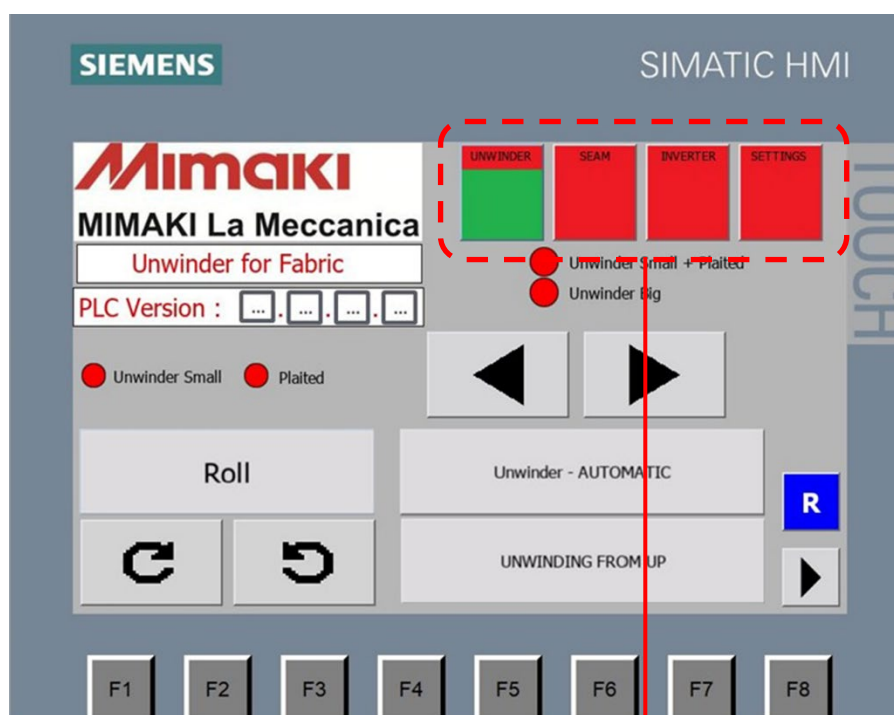 SIEMENS
SIMATIC HMI
TOUCH
Mimaki
MIMAKI La Meccanica
Unwinder for Fabric
PLC Version : ... . ... . ... . ...
UNWINDER SEAM INVERTER SETTINGS
Unwinder Small + Plaited
Unwinder Big
Unwinder Small Plaited
Roll
Unwinder - AUTOMATIC
R
UNWINDING FROM UP
F1 F2 F3 F4 F5 F6 F7 F8